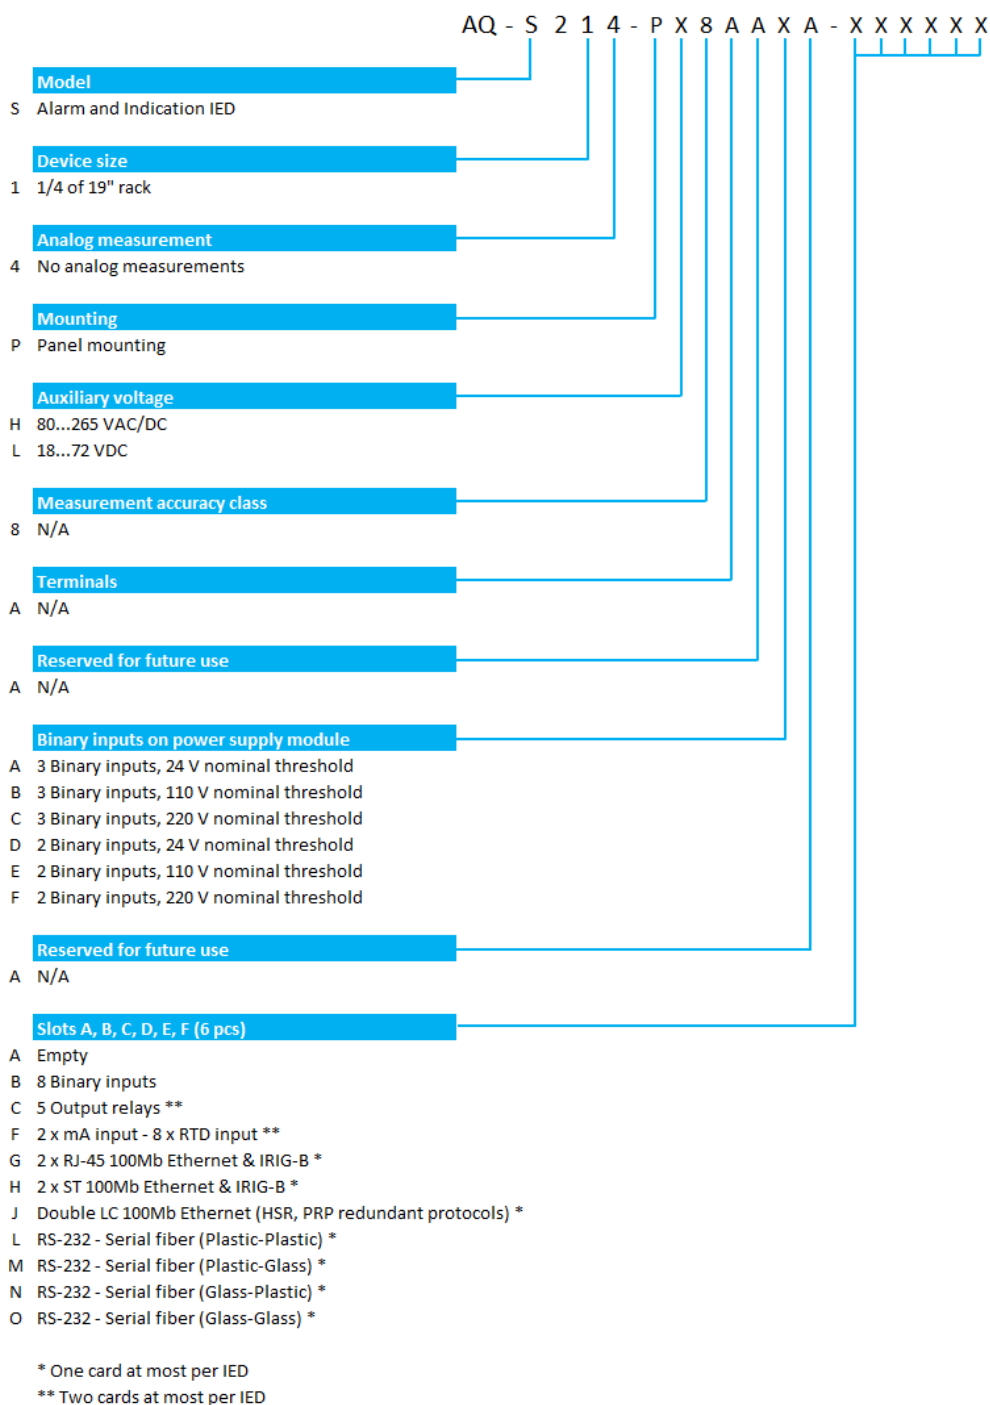 AQ - S 2 1 4 - P X 8 A A X A - X X X X X X
Model
S Alarm and Indication IED
Device size
1 1/4 of 19" rack
Analog measurement
4 No analog measurements
Mounting
P Panel mounting
Auxiliary voltage
H 80...265 VAC/DC
L 18...72 VDC
Measurement accuracy class
8 N/A
Terminals
A N/A
Reserved for future use
A N/A
Binary inputs on power supply module
A 3 Binary inputs, 24 V nominal threshold
B 3 Binary inputs, 110 V nominal threshold
C 3 Binary inputs, 220 V nominal threshold
D 2 Binary inputs, 24 V nominal threshold
E 2 Binary inputs, 110 V nominal threshold
F 2 Binary inputs, 220 V nominal threshold
Reserved for future use
A N/A
Slots A, B, C, D, E, F (6 pcs)
A Empty
B 8 Binary inputs
C 5 Output relays **
F 2 x mA input - 8 x RTD input **
G 2 x RJ-45 100Mb Ethernet & IRIG-B *
H 2 x ST 100Mb Ethernet & IRIG-B *
J Double LC 100Mb Ethernet (HSR, PRP redundant protocols) *
L RS-232 - Serial fiber (Plastic-Plastic) *
M RS-232 - Serial fiber (Plastic-Glass) *
N RS-232 - Serial fiber (Glass-Plastic) *
O RS-232 - Serial fiber (Glass-Glass) *
* One card at most per IED
** Two cards at most per IED